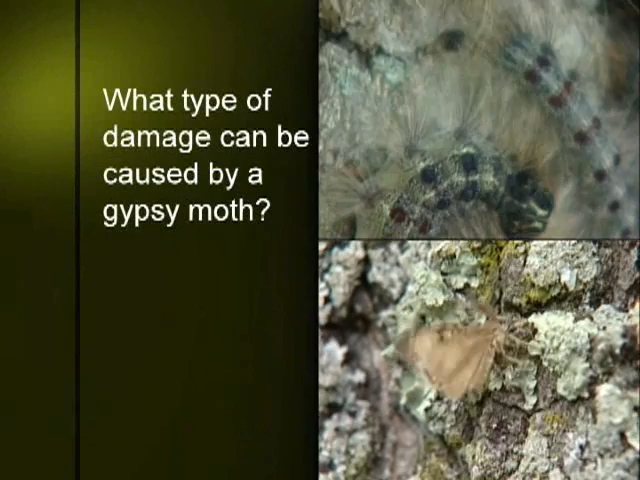 What type of
damage can be
caused by a
gypsy moth?